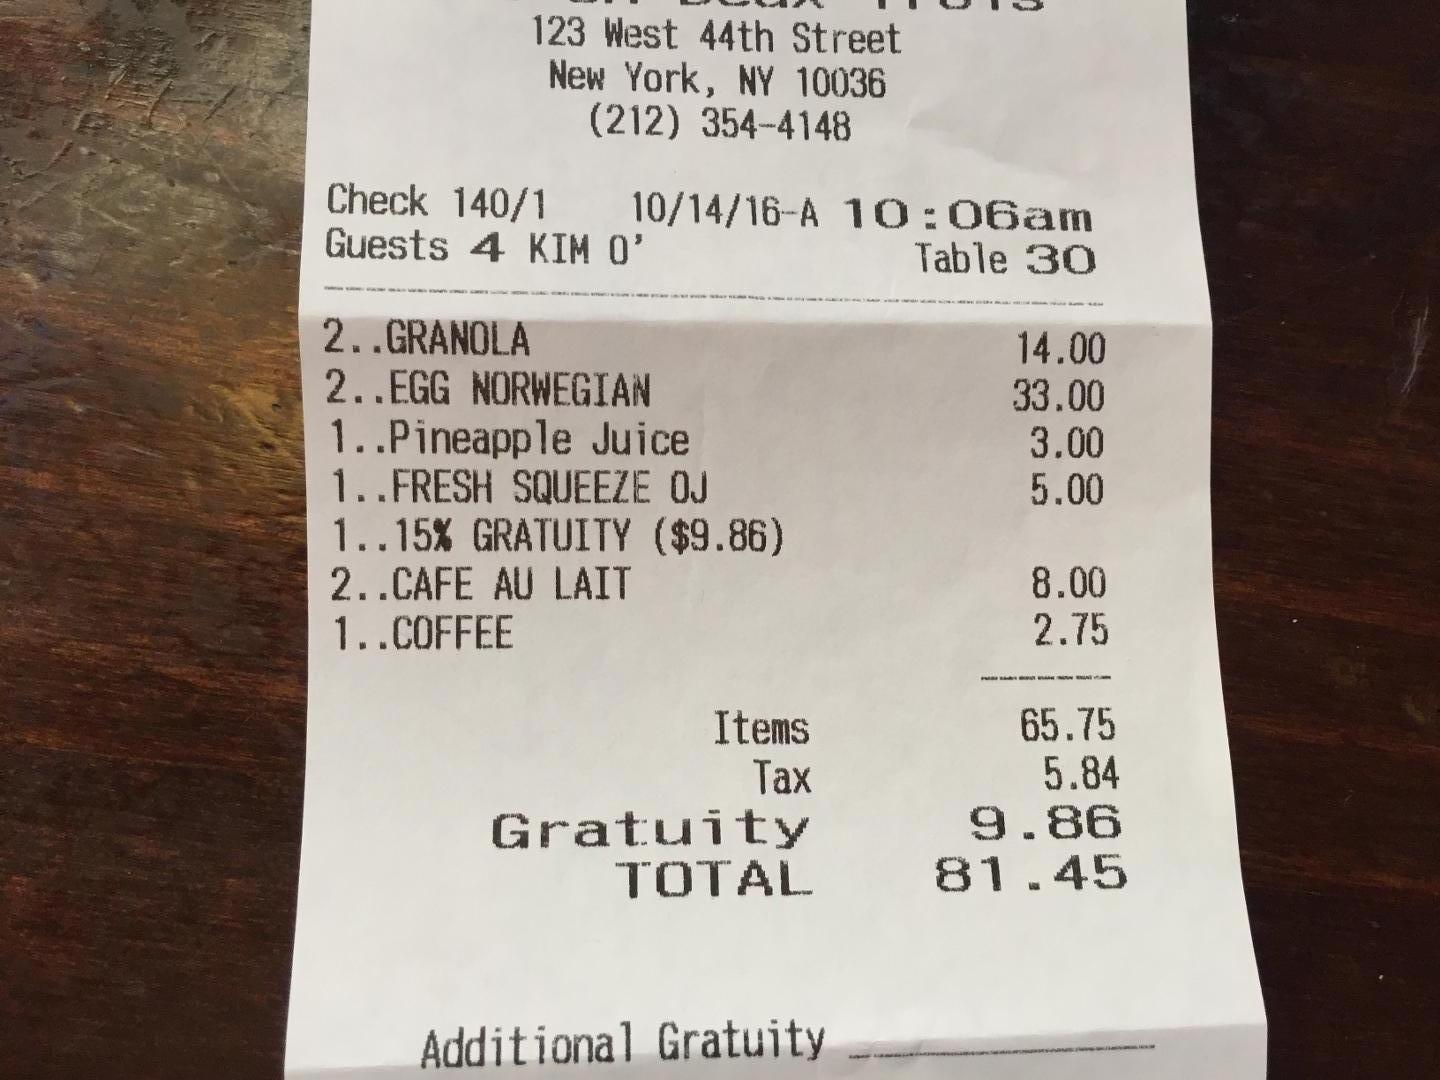 123 West 44th Street
New York, NY 10036
(212) 354-4148
Check 140/1 10/14/16-A 10:06am
Guests 4 KIM O' Table 30
2..GRANOLA 14.00
2..EGG NORWEGIAN 33.00
1..Pineapple Juice 3.00
1..FRESH SQUEEZE OJ 5.00
1..15% GRATUITY ($9.86)
2..CAFE AU LAIT 8.00
1..COFFEE 2.75
Items 65.75
Tax 5.84
Gratuity 9.86
TOTAL 81.45
Additional Gratuity